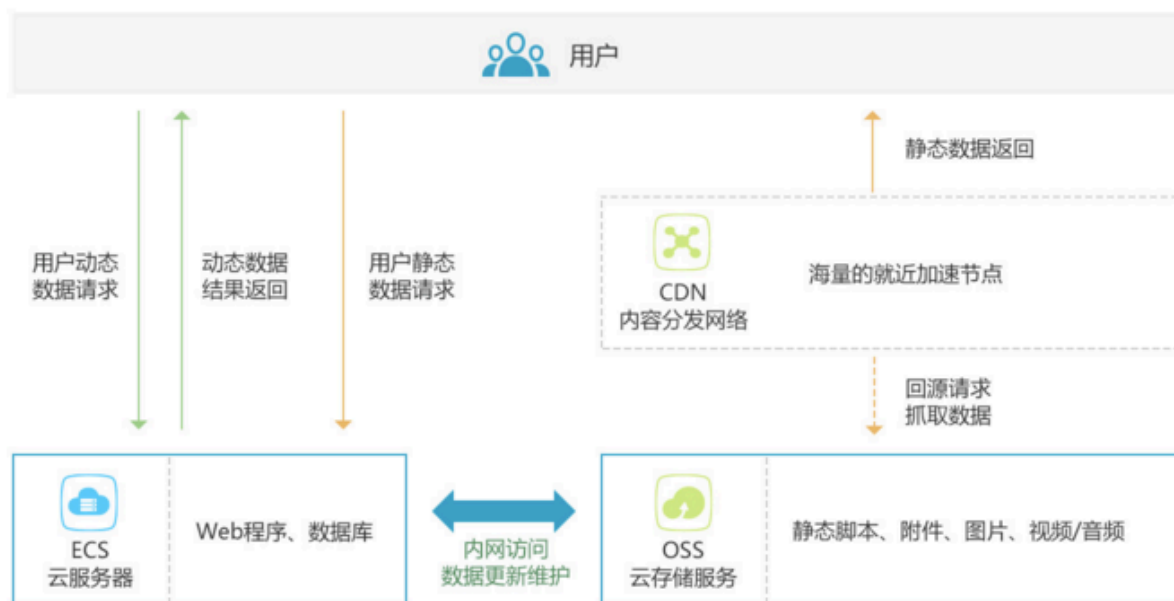 用户
静态数据返回
用户动态
数据请求
动态数据
结果返回
用户静态
数据请求
CDN
内容分发网络
海量的就近加速节点
回源请求
抓取数据
ECS
云服务器
Web程序、数据库
内网访问
数据更新维护
OSS
云存储服务
静态脚本、附件、图片、视频/音频